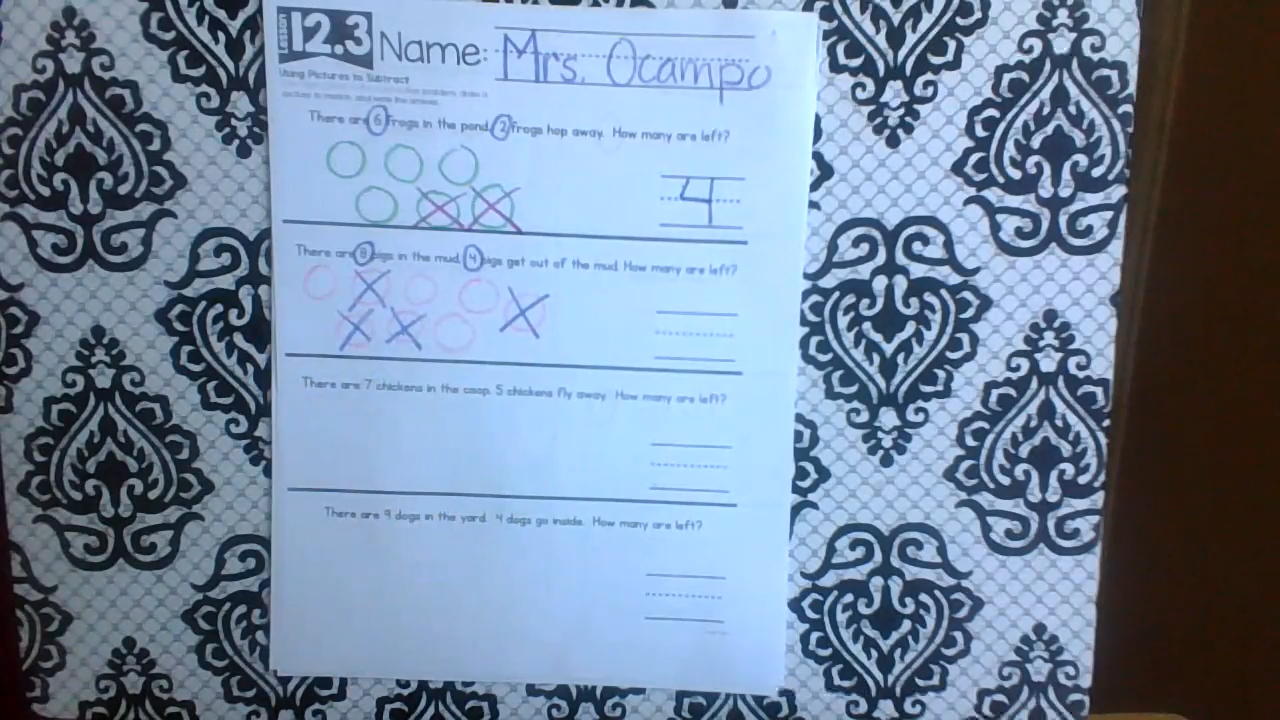 LESSON 12.3 Name: Mrs. Ocampo
Using Pictures to Subtract
There are 6 frogs in the pond. 2 frogs hop away. How many are left?
4
There are 8 pigs in the mud. 4 pigs get out of the mud. How many are left?
There are 7 chickens in the coop. 5 chickens fly away. How many are left?
There are 9 dogs in the yard. 4 dogs go inside. How many are left?